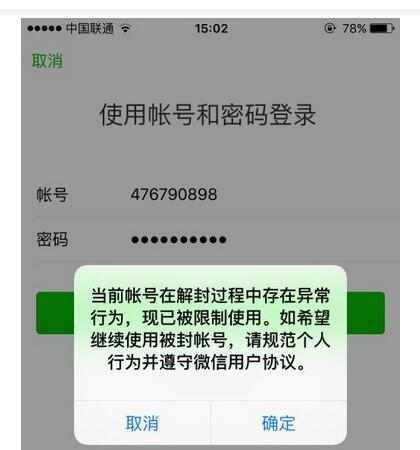 中国联通 15:02 78%
取消
使用帐号和密码登录
帐号 476790898
密码 ●●●●●●●●●●
当前帐号在解封过程中存在异常
行为，现已被限制使用。如希望
继续使用被封帐号，请规范个人
行为并遵守微信用户协议。
取消 确定